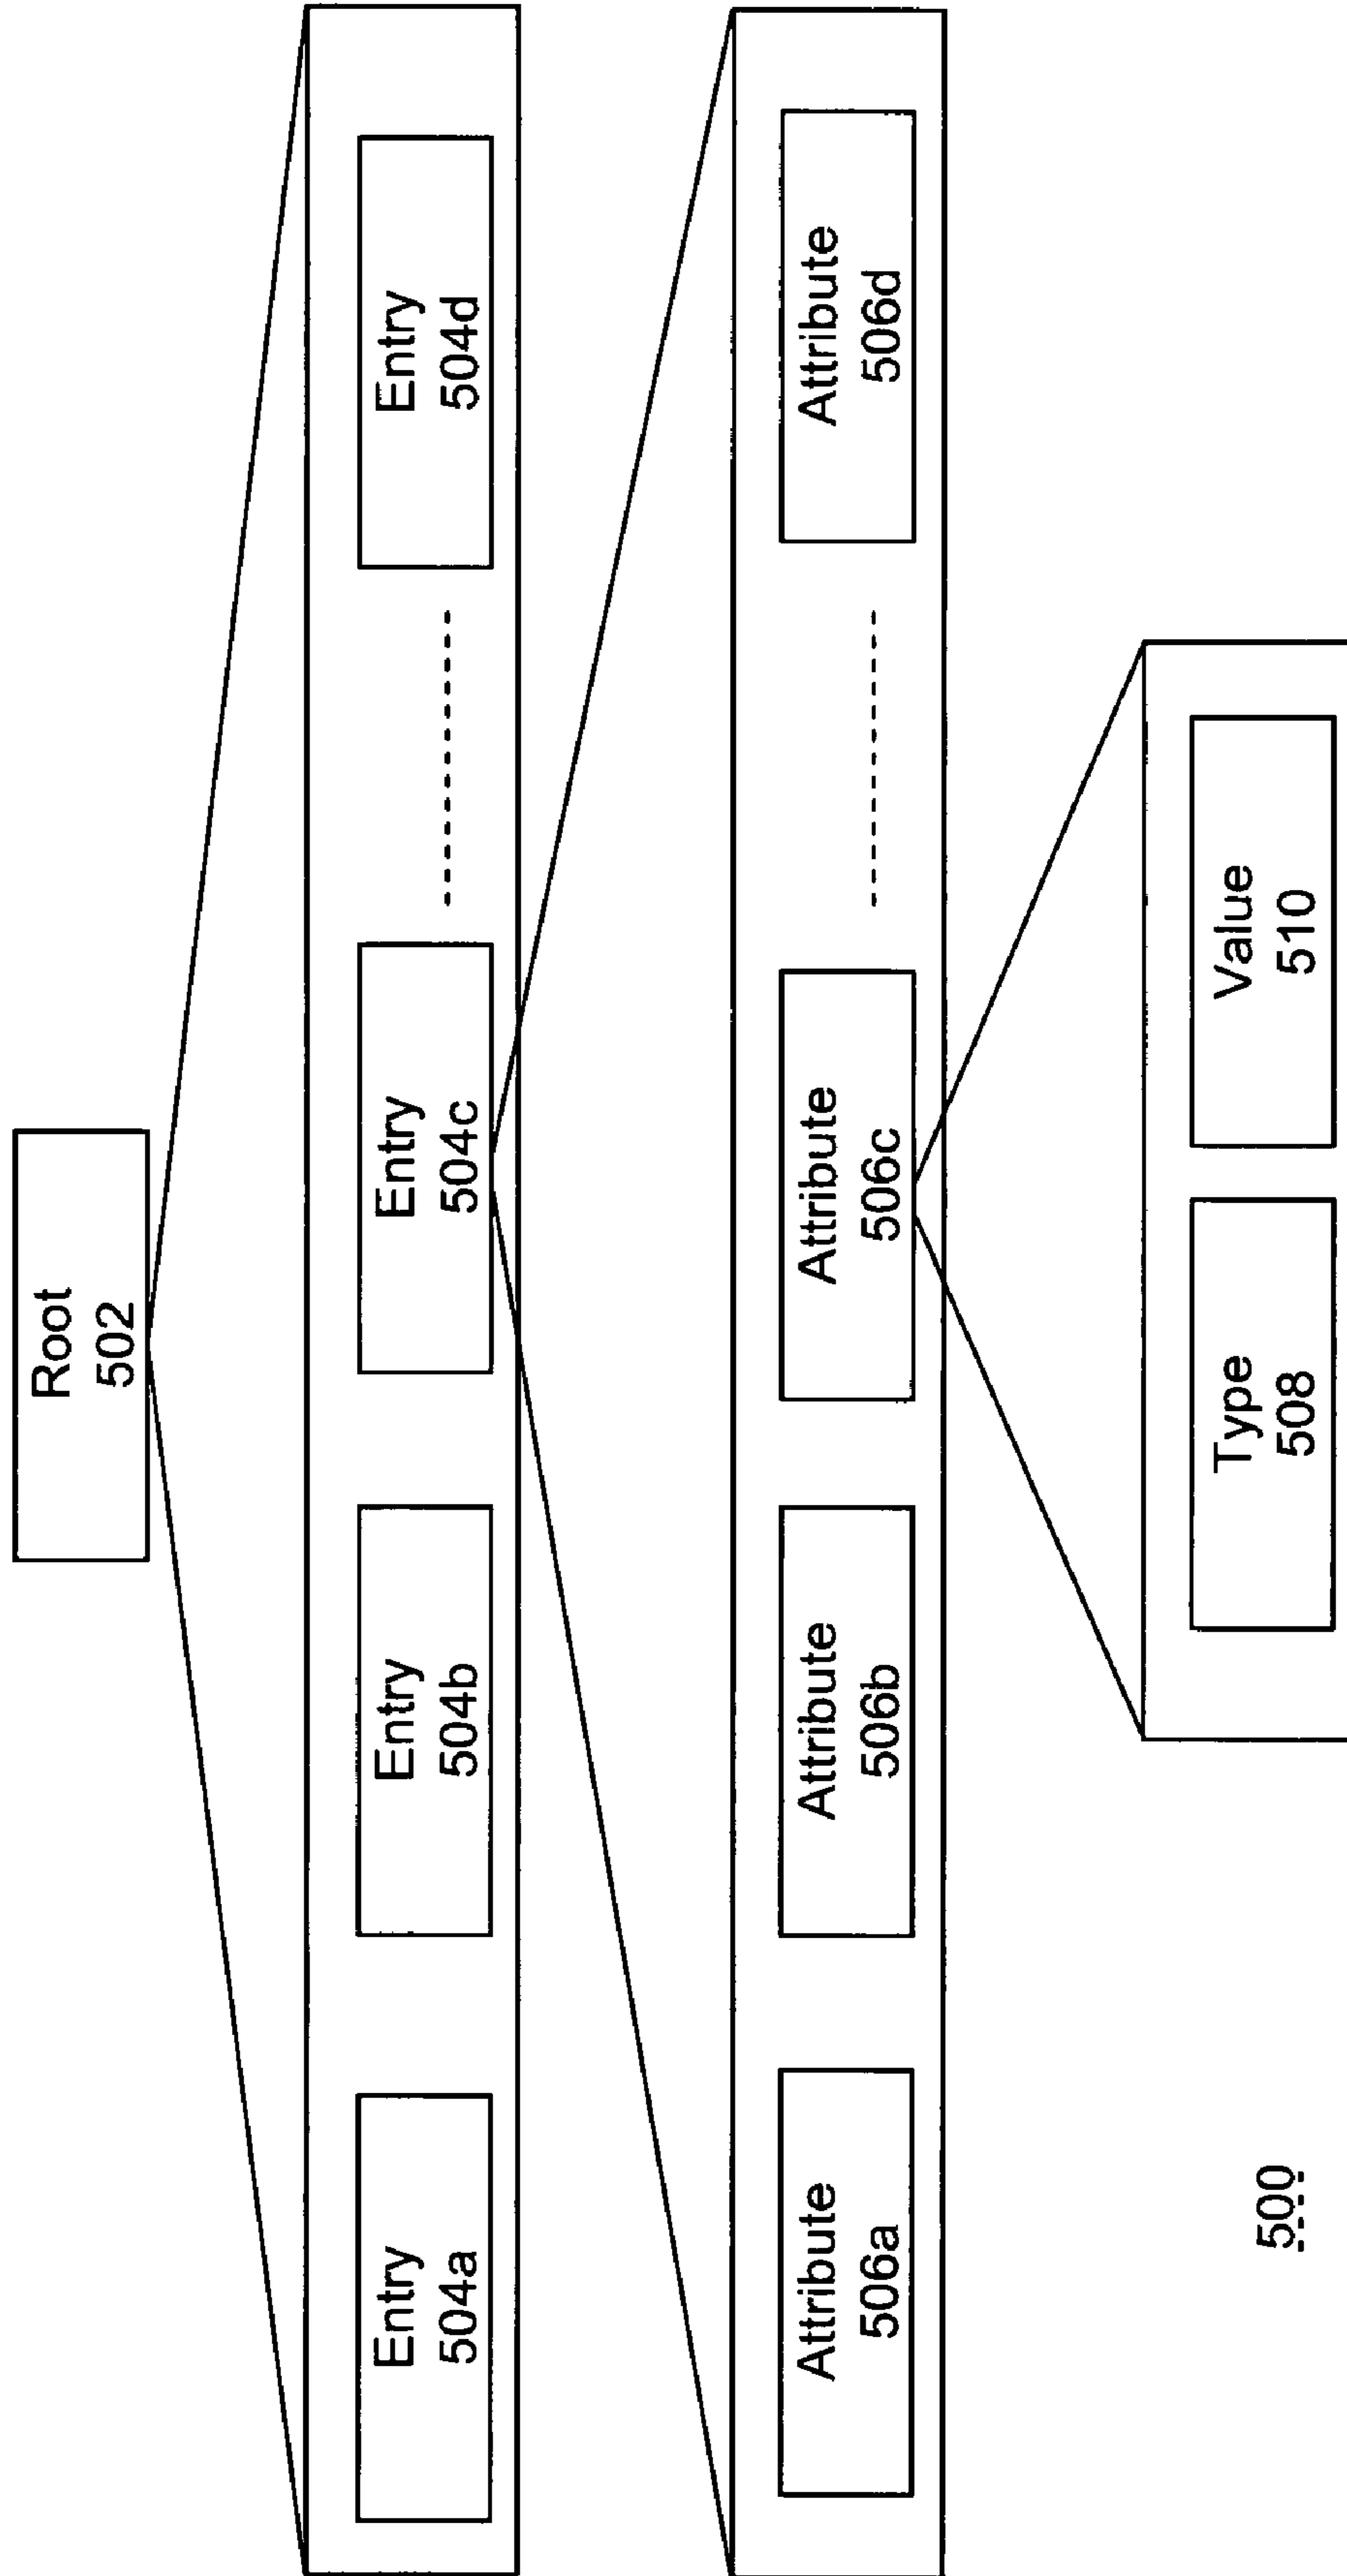 Root
502
Entry
504a
Entry
504b
Entry
504c
Entry
504d
Attribute
506a
Attribute
506b
Attribute
506c
Attribute
506d
Type
508
Value
510
500